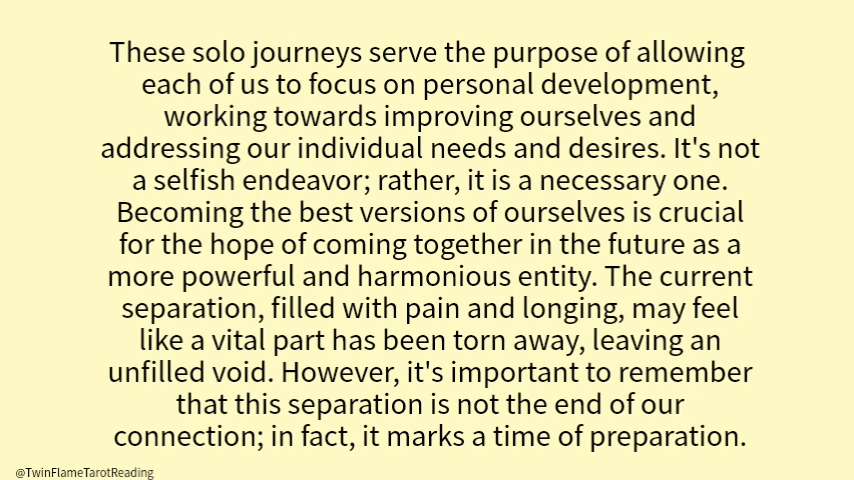 These solo journeys serve the purpose of allowing
each of us to focus on personal development,
working towards improving ourselves and
addressing our individual needs and desires. It's not
a selfish endeavor; rather, it is a necessary one.
Becoming the best versions of ourselves is crucial
for the hope of coming together in the future as a
more powerful and harmonious entity. The current
separation, filled with pain and longing, may feel
like a vital part has been torn away, leaving an
unfilled void. However, it's important to remember
that this separation is not the end of our
connection; in fact, it marks a time of preparation.
@TwinFlameTarotReading